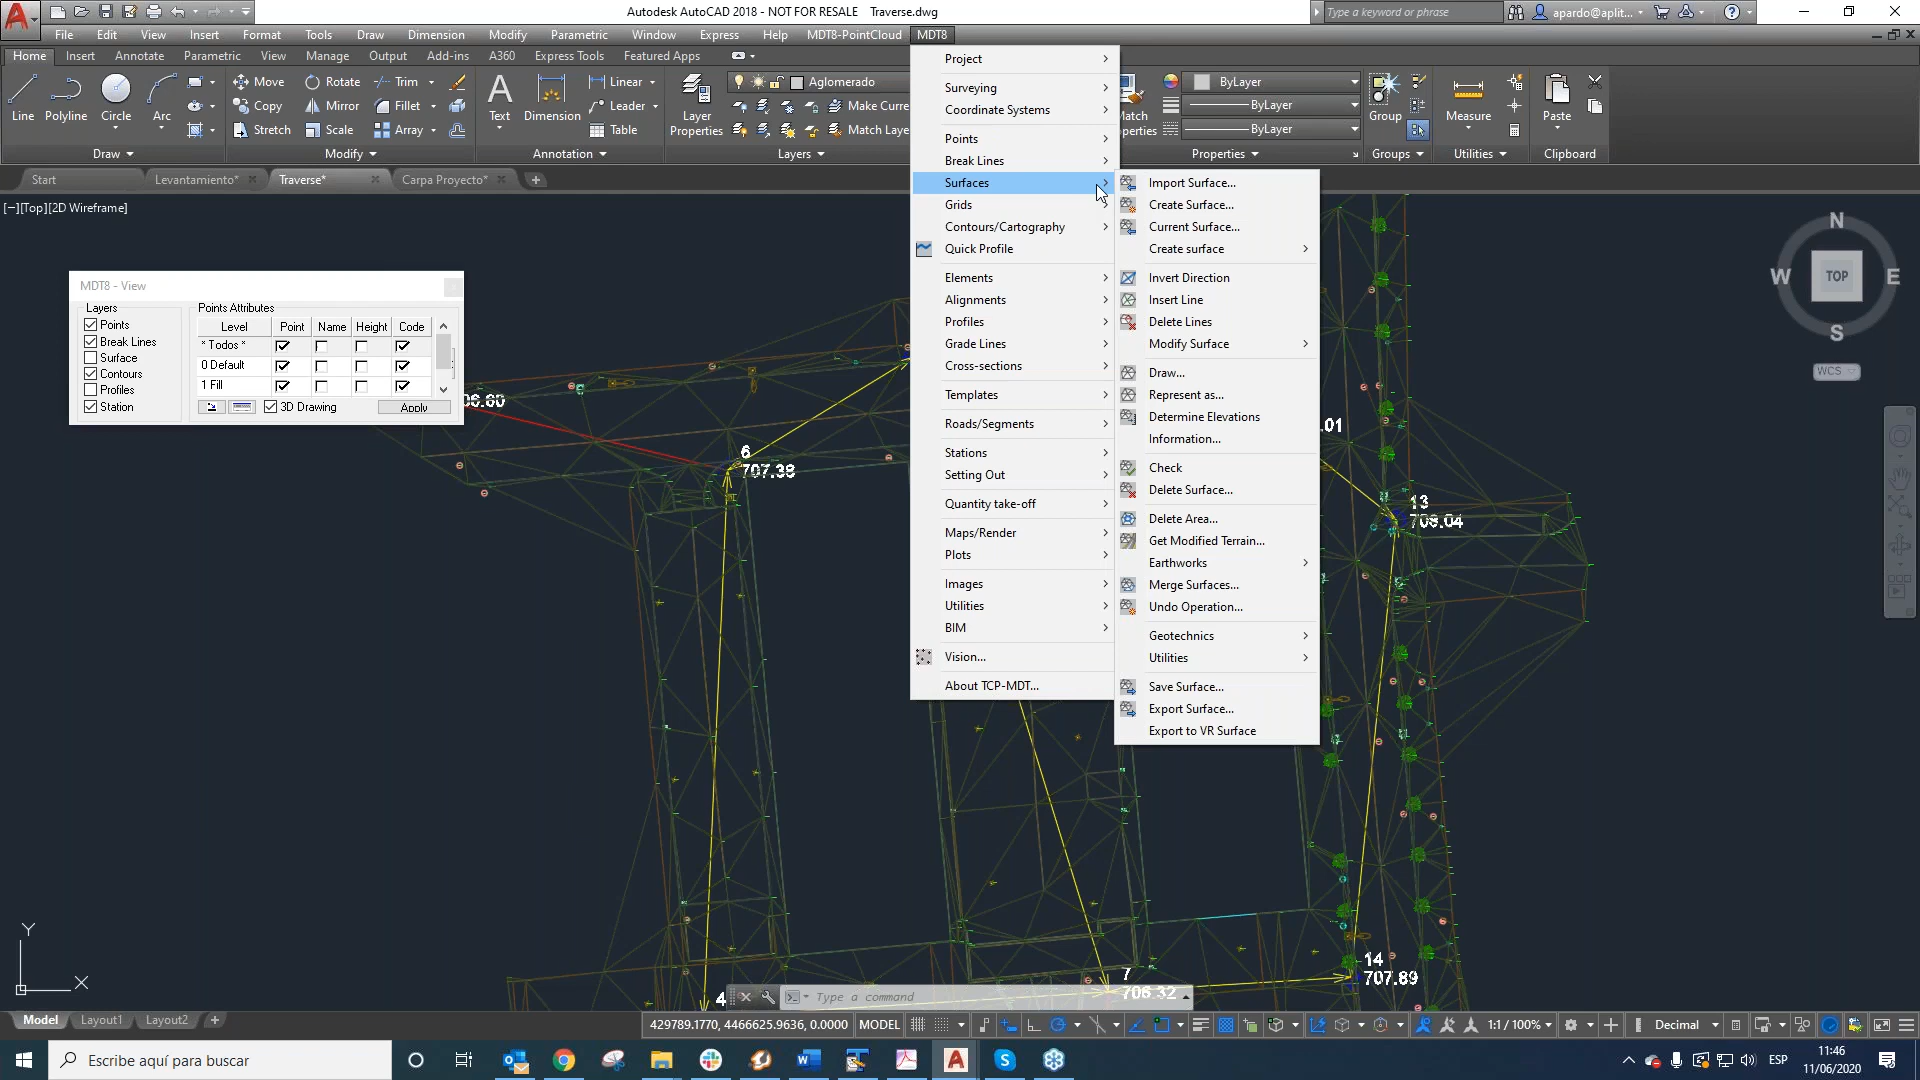 Autodesk AutoCAD 2018 - NOT FOR RESALE Traverse.dwg
Type a keyword or phrase
apardo@aplit...
File Edit View Insert Format Tools Draw Dimension Modify Parametric Window Express Help MDT8-PointCloud MDT8
Home Insert Annotate Parametric View Manage Output Add-ins A360 Express Tools Featured Apps
Line Polyline Circle Arc
Move Rotate Trim
Copy Mirror Fillet
Stretch Scale Array
Text Dimension
Linear
Leader
Table
Layer Properties
Aglomerado
Make Curre
Match Laye
Match Properties
ByLayer
ByLayer
ByLayer
Group
Measure
Paste
Draw Modify Annotation Layers Properties Groups Utilities Clipboard
Start Levantamiento* Traverse* Carpa Proyecto*
[−][Top][2D Wireframe]
MDT8 - View
Layers
Points
Break Lines
Surface
Contours
Profiles
Station
Points Attributes
Level Point Name Height Code
* Todos *
0 Default
1 Fill
3D Drawing
Apply
Project
Surveying
Coordinate Systems
Points
Break Lines
Surfaces
Grids
Contours/Cartography
Quick Profile
Elements
Alignments
Profiles
Grade Lines
Cross-sections
Templates
Roads/Segments
Stations
Setting Out
Quantity take-off
Maps/Render
Plots
Images
Utilities
BIM
Vision...
About TCP-MDT...
Import Surface...
Create Surface...
Current Surface...
Create surface
Invert Direction
Insert Line
Delete Lines
Modify Surface
Draw...
Represent as...
Determine Elevations
Information...
Check
Delete Surface...
Delete Area...
Get Modified Terrain...
Earthworks
Merge Surfaces...
Undo Operation...
Geotechnics
Utilities
Save Surface...
Export Surface...
Export to VR Surface
N
W TOP E
S
WCS
6
707.38
.01
13
708.04
14
707.89
7
706.32
4
Y
X
Type a command
Model Layout1 Layout2
429789.1770, 4466625.9636, 0.0000 MODEL
1:1 / 100%
Decimal
Escribe aquí para buscar
ESP
11:46
11/06/2020